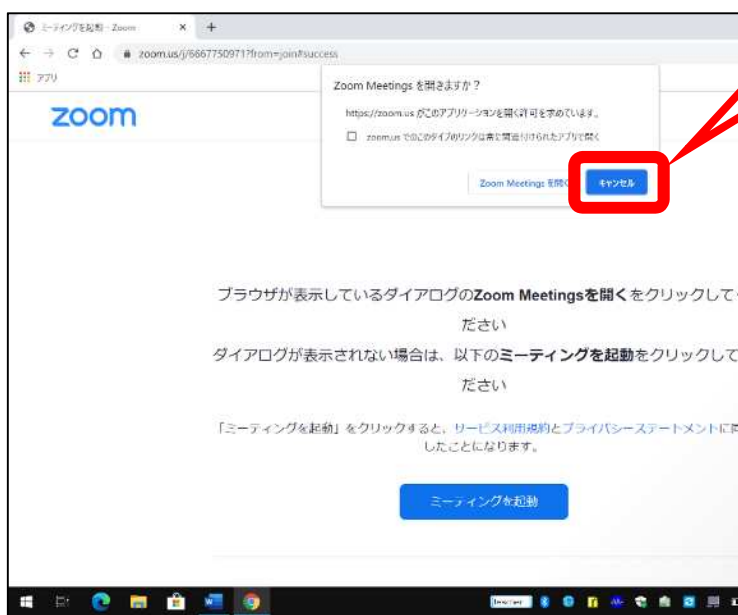 ミーティングを起動 - Zoom
zoom.us/j/6667750971?from=join#success
アプリ
zoom
Zoom Meetings を開きますか？
https://zoom.us がこのアプリケーションを開く許可を求めています。
zoom.us でこのタイプのリンクは常に関連付けられたアプリで開く
Zoom Meetings を開く
キャンセル
ブラウザが表示しているダイアログのZoom Meetingsを開くをクリックして
ださい
ダイアログが表示されない場合は、以下のミーティングを起動をクリックして
ださい
「ミーティングを起動」をクリックすると、サービス利用規約とプライバシーステートメントに同
したことになります。
ミーティングを起動